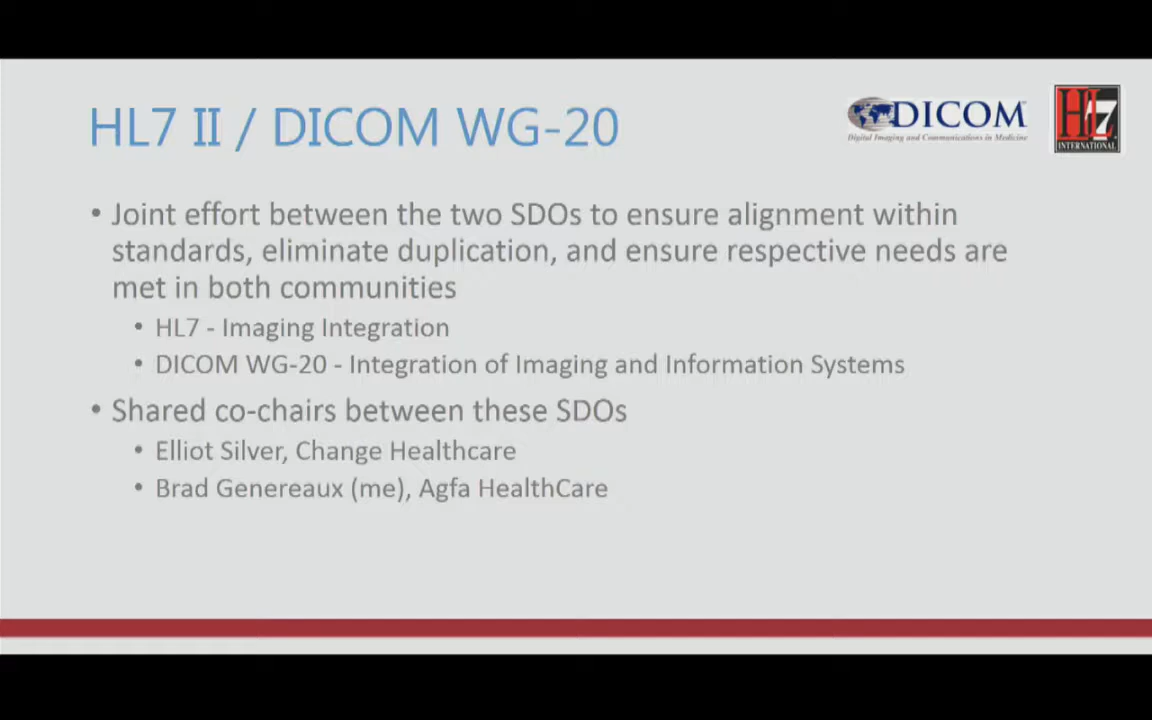 HL7 II / DICOM WG-20
DICOM
Digital Imaging and Communications in Medicine
HL7
INTERNATIONAL
• Joint effort between the two SDOs to ensure alignment within
standards, eliminate duplication, and ensure respective needs are
met in both communities
• HL7 - Imaging Integration
• DICOM WG-20 - Integration of Imaging and Information Systems
• Shared co-chairs between these SDOs
• Elliot Silver, Change Healthcare
• Brad Genereaux (me), Agfa HealthCare